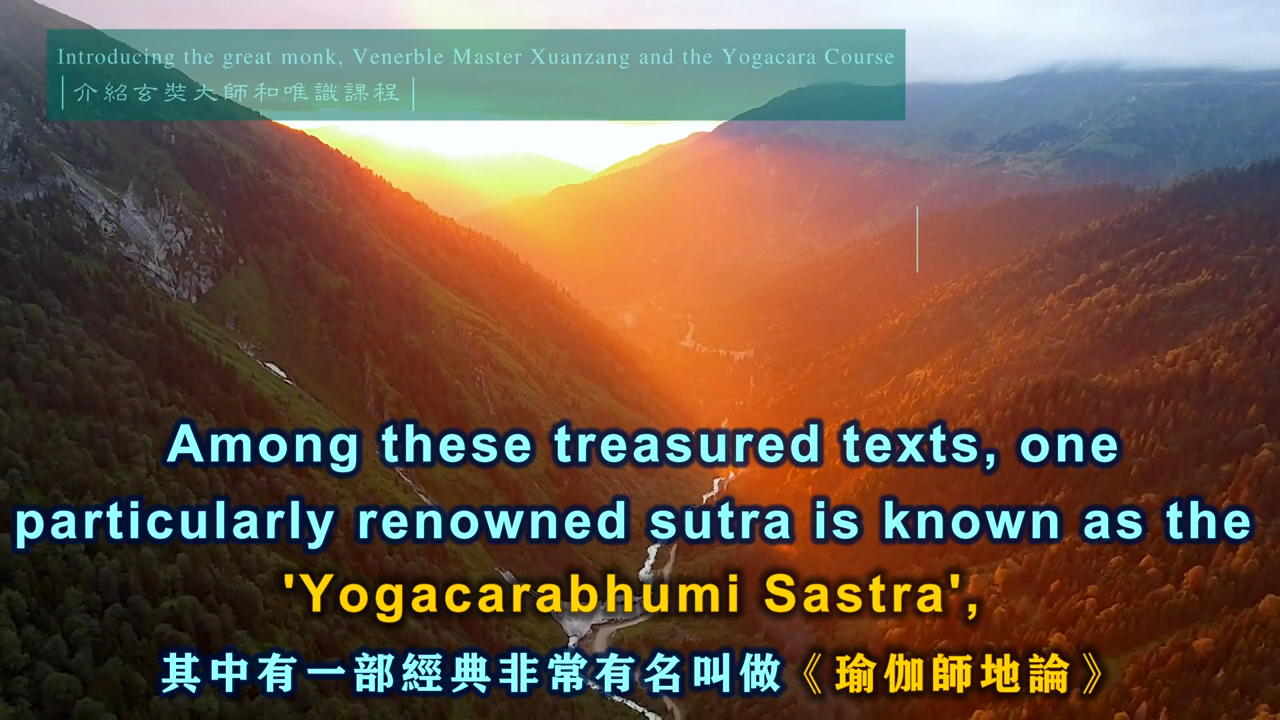 Introducing the great monk, Venerble Master Xuanzang and the Yogacara Course
|介紹玄奘大師和唯識課程|
Among these treasured texts, one
particularly renowned sutra is known as the
'Yogacarabhumi Sastra',
其中有一部經典非常有名叫做《瑜伽師地論》